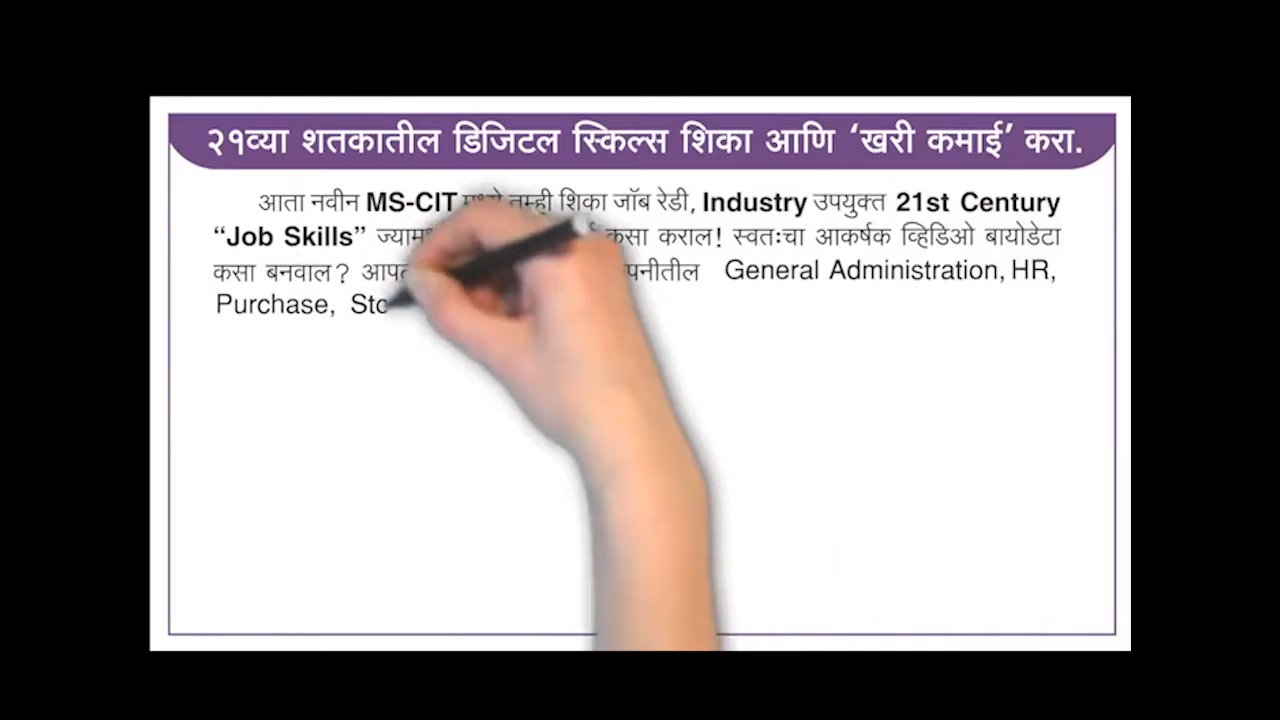 २१व्या शतकातील डिजिटल स्किल्स शिका आणि ‘खरी कमाई’ करा.
आता नवीन MS-CIT मध्ये तुम्ही शिका जॉब रेडी, Industry उपयुक्त 21st Century
“Job Skills” कसा कराल! स्वतःचा आकर्षक व्हिडिओ बायोडेटा
कसा बनवाल? General Administration, HR,
Purchase,